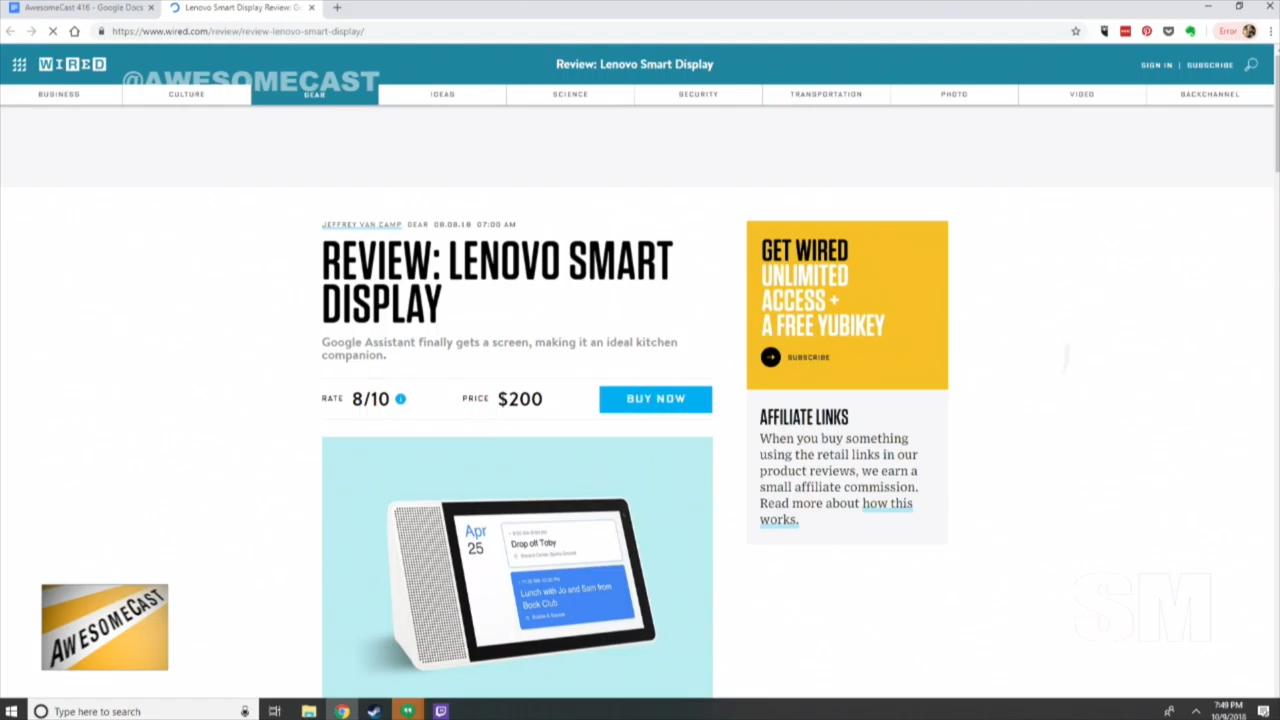 AwesomeCast 416 - Google Docs
Lenovo Smart Display Review: G
https://www.wired.com/review/review-lenovo-smart-display/
Error
WIRED
@AWESOMECAST
Review: Lenovo Smart Display
SIGN IN | SUBSCRIBE
BUSINESS
CULTURE
GEAR
IDEAS
SCIENCE
SECURITY
TRANSPORTATION
PHOTO
VIDEO
BACKCHANNEL
JEFFREY VAN CAMP GEAR 08.08.18 07:00 AM
REVIEW: LENOVO SMART
DISPLAY
Google Assistant finally gets a screen, making it an ideal kitchen
companion.
RATE 8/10
PRICE $200
BUY NOW
GET WIRED
UNLIMITED
ACCESS +
A FREE YUBIKEY
SUBSCRIBE
AFFILIATE LINKS
When you buy something
using the retail links in our
product reviews, we earn a
small affiliate commission.
Read more about how this
works.
Apr
25
Drop off Toby
Lunch with Jo and Sam from
Book Club
AWESOMECAST
SM
Type here to search
7:49 PM
10/9/2018